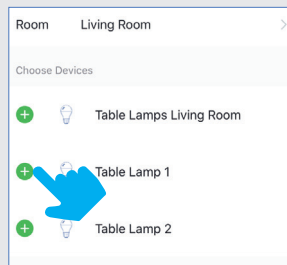 Room Living Room
Choose Devices
Table Lamps Living Room
Table Lamp 1
Table Lamp 2